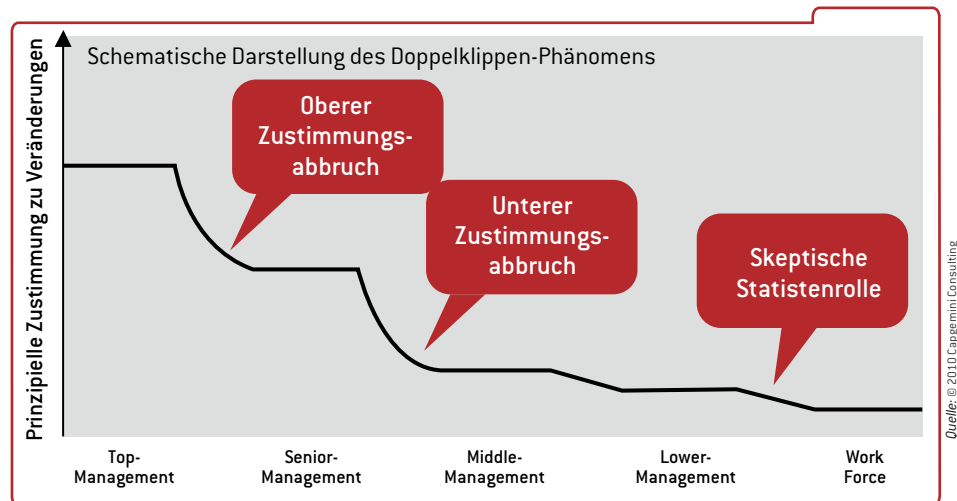 Schematische Darstellung des Doppelklippen-Phänomens
Prinzipielle Zustimmung zu Veränderungen
Oberer
Zustimmungs-
abbruch
Unterer
Zustimmungs-
abbruch
Skeptische
Statistenrolle
Top-
Management
Senior-
Management
Middle-
Management
Lower-
Management
Work
Force
Quelle: © 2010 Capgemini Consulting